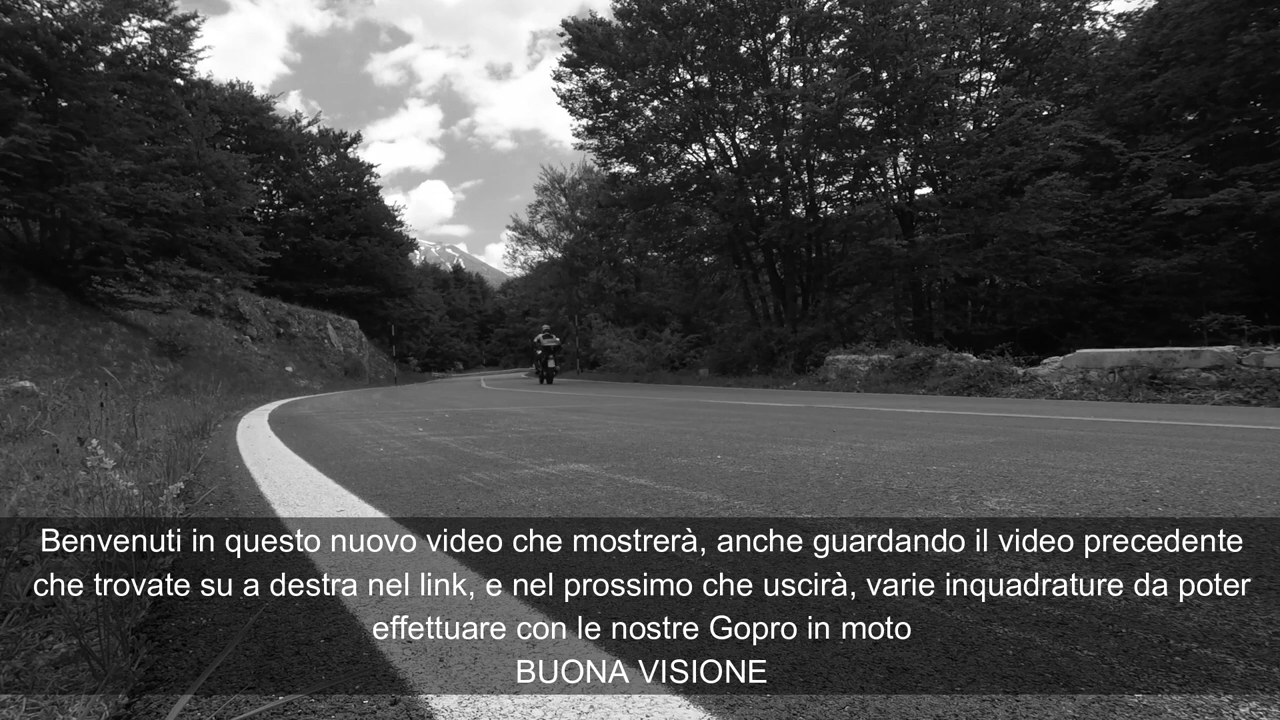 Benvenuti in questo nuovo video che mostrerà, anche guardando il video precedente
che trovate su a destra nel link, e nel prossimo che uscirà, varie inquadrature da poter
effettuare con le nostre Gopro in moto
BUONA VISIONE